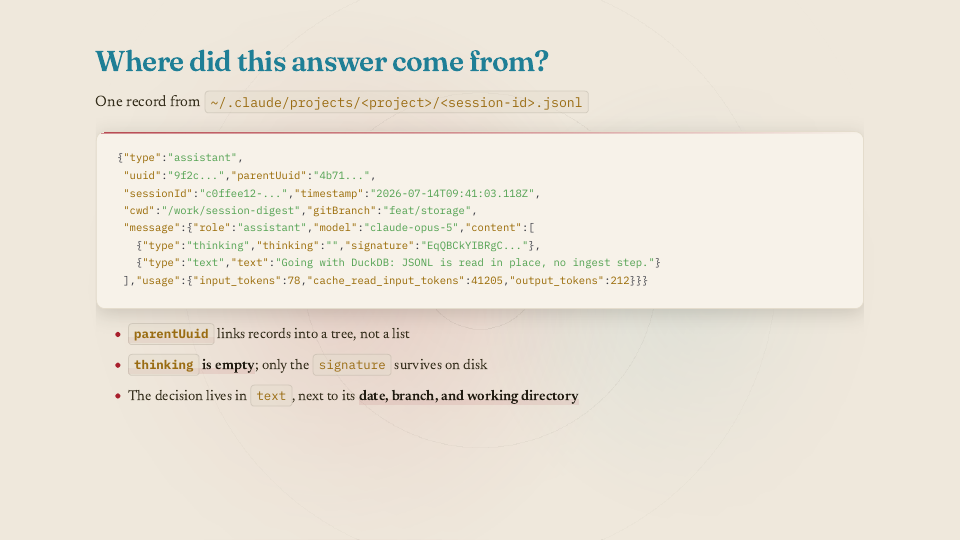 Where did this answer come from?
One record from ~/.claude/projects/<project>/<session-id>.jsonl
{"type":"assistant",
"uuid":"9f2c...","parentUuid":"4b71...",
"sessionId":"c0ffee12-...","timestamp":"2026-07-14T09:41:03.118Z",
"cwd":"/work/session-digest","gitBranch":"feat/storage",
"message":{"role":"assistant","model":"claude-opus-5","content":[
{"type":"thinking","thinking":"","signature":"EqQBCkYIBRgC..."},
{"type":"text","text":"Going with DuckDB: JSONL is read in place, no ingest step."}
],"usage":{"input_tokens":78,"cache_read_input_tokens":41205,"output_tokens":212}}}
• parentUuid links records into a tree, not a list
• thinking is empty; only the signature survives on disk
• The decision lives in text, next to its date, branch, and working directory